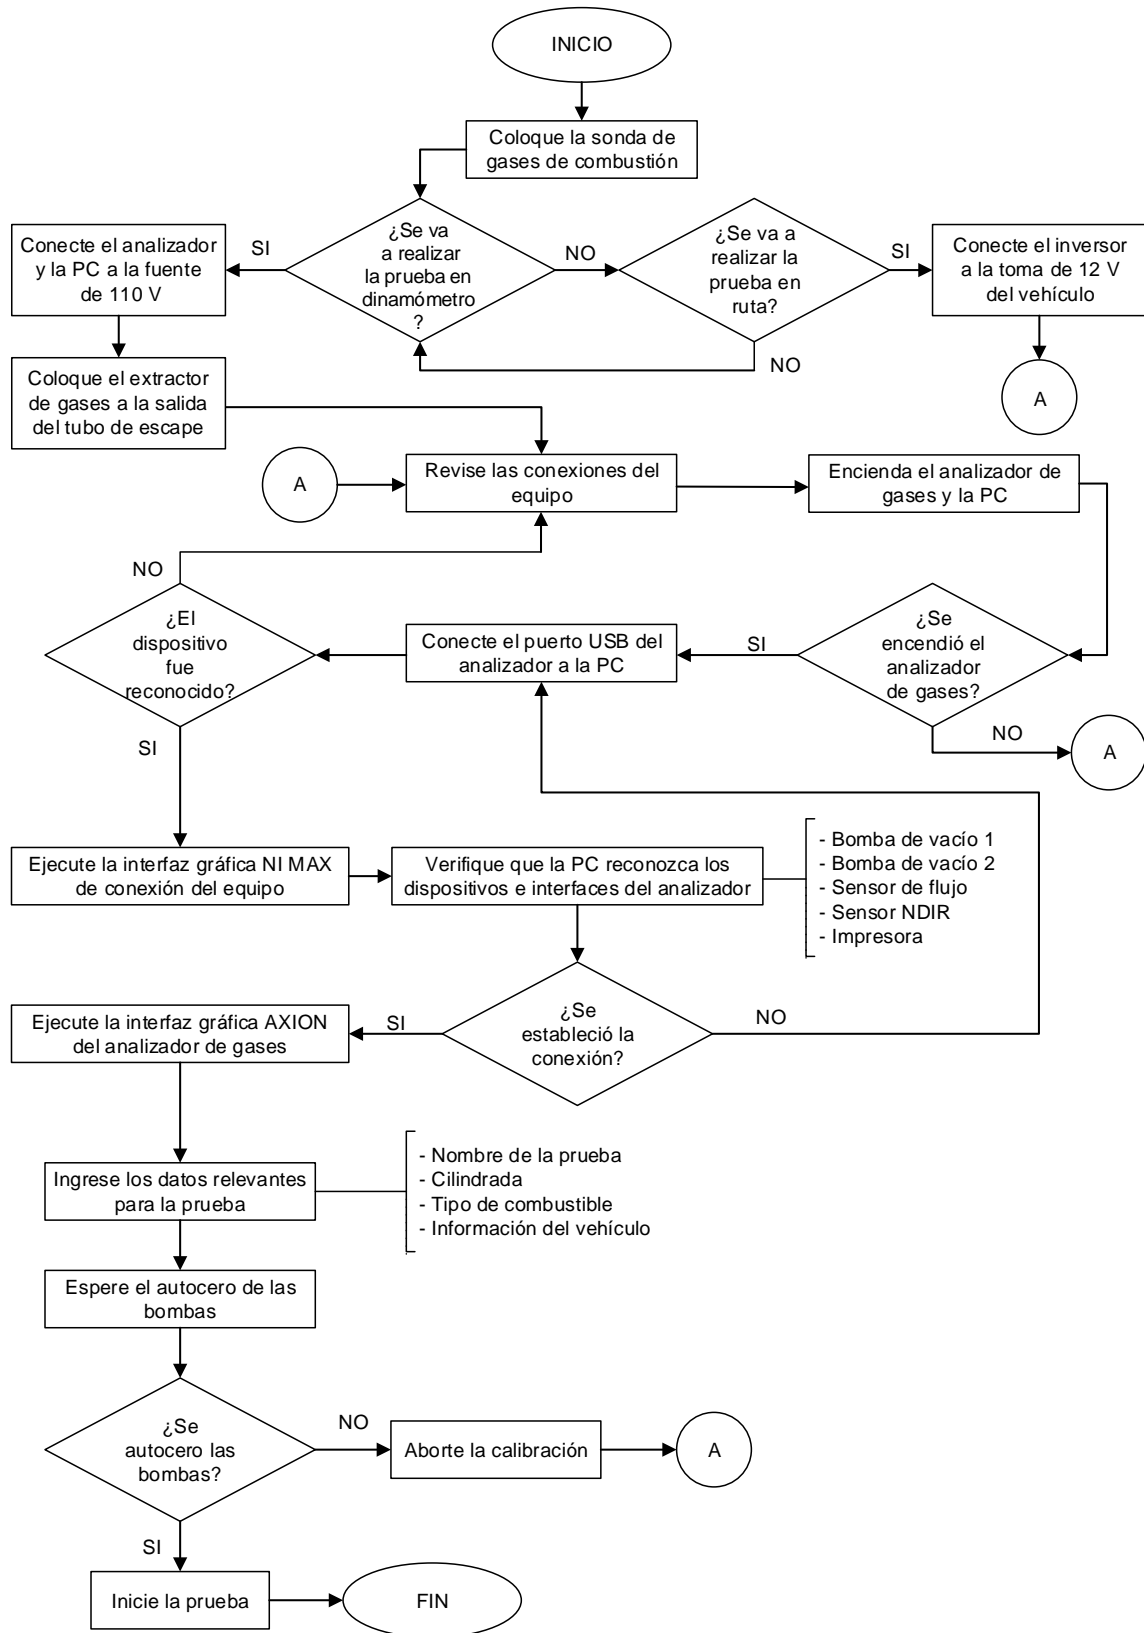 INICIO
Coloque la sonda de
gases de combustión
¿Se va
a realizar
la prueba en
dinamómetro
?
SI
NO
Conecte el analizador
y la PC a la fuente
de 110 V
¿Se va a
realizar la
prueba en
ruta?
SI
NO
Conecte el inversor
a la toma de 12 V
del vehículo
A
Coloque el extractor
de gases a la salida
del tubo de escape
A
Revise las conexiones del
equipo
Encienda el analizador de
gases y la PC
NO
¿El
dispositivo
fue
reconocido?
SI
Conecte el puerto USB del
analizador a la PC
SI
¿Se
encendió el
analizador
de gases?
NO
A
Ejecute la interfaz gráfica NI MAX
de conexión del equipo
Verifique que la PC reconozca los
dispositivos e interfaces del analizador
- Bomba de vacío 1
- Bomba de vacío 2
- Sensor de flujo
- Sensor NDIR
- Impresora
Ejecute la interfaz gráfica AXION
del analizador de gases
SI
¿Se
estableció la
conexión?
NO
Ingrese los datos relevantes
para la prueba
- Nombre de la prueba
- Cilindrada
- Tipo de combustible
- Información del vehículo
Espere el autocero de las
bombas
¿Se
autocero las
bombas?
NO
Aborte la calibración
A
SI
Inicie la prueba
FIN